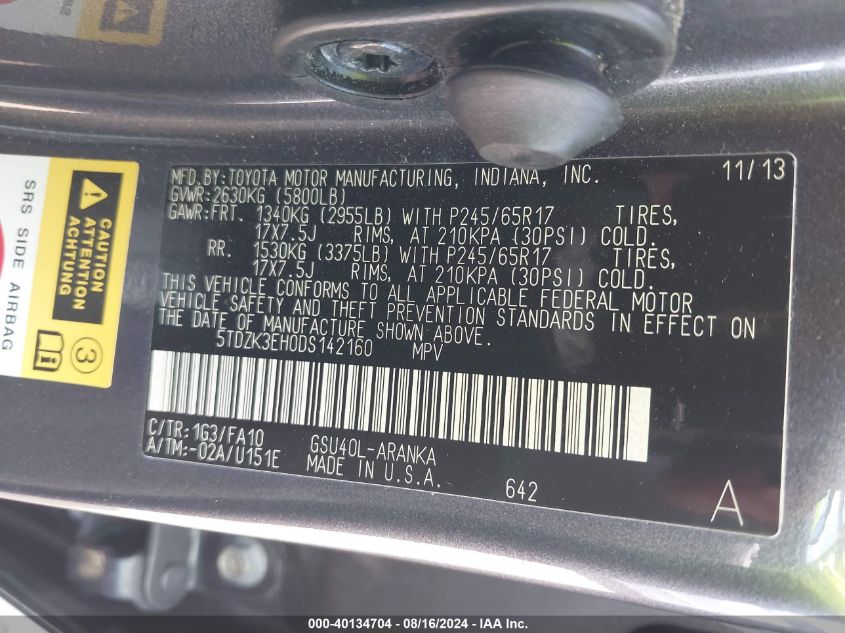 MFD.BY:TOYOTA MOTOR MANUFACTURING, INDIANA, INC. 11/13
GVWR:2630KG (5800LB)
GAWR:FRT. 1340KG (2955LB) WITH P245/65R17 TIRES,
17X7.5J RIMS, AT 210KPA (30PSI) COLD.
RR. 1530KG (3375LB) WITH P245/65R17 TIRES,
17X7.5J RIMS, AT 210KPA (30PSI) COLD.
THIS VEHICLE CONFORMS TO ALL APPLICABLE FEDERAL MOTOR
VEHICLE SAFETY AND THEFT PREVENTION STANDARDS IN EFFECT ON
THE DATE OF MANUFACTURE SHOWN ABOVE.
5TDZK3EH0DS142160 MPV
C/TR:1G3/FA10
A/TM:-02A/U151E
GSU40L-ARANKA
MADE IN U.S.A.
642
A
SRS SIDE AIRBAG
CAUTION
ATTENTION
ACHTUNG
3
000-40134704 - 08/16/2024 - IAA Inc.